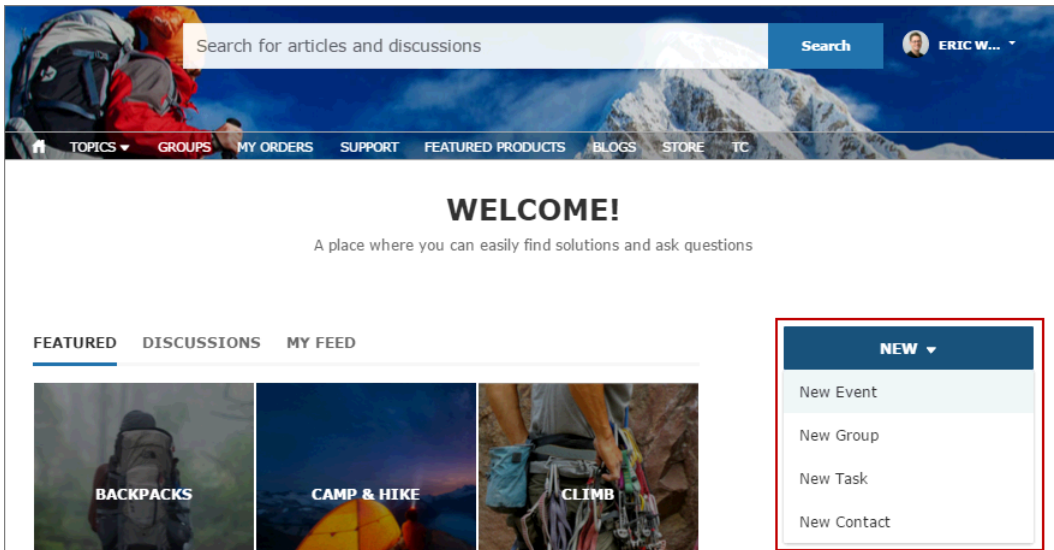 Search for articles and discussions Search ERIC W...
TOPICS GROUPS MY ORDERS SUPPORT FEATURED PRODUCTS BLOGS STORE TC
WELCOME!
A place where you can easily find solutions and ask questions
FEATURED DISCUSSIONS MY FEED
NEW
New Event
New Group
New Task
New Contact
BACKPACKS CAMP & HIKE CLIMB